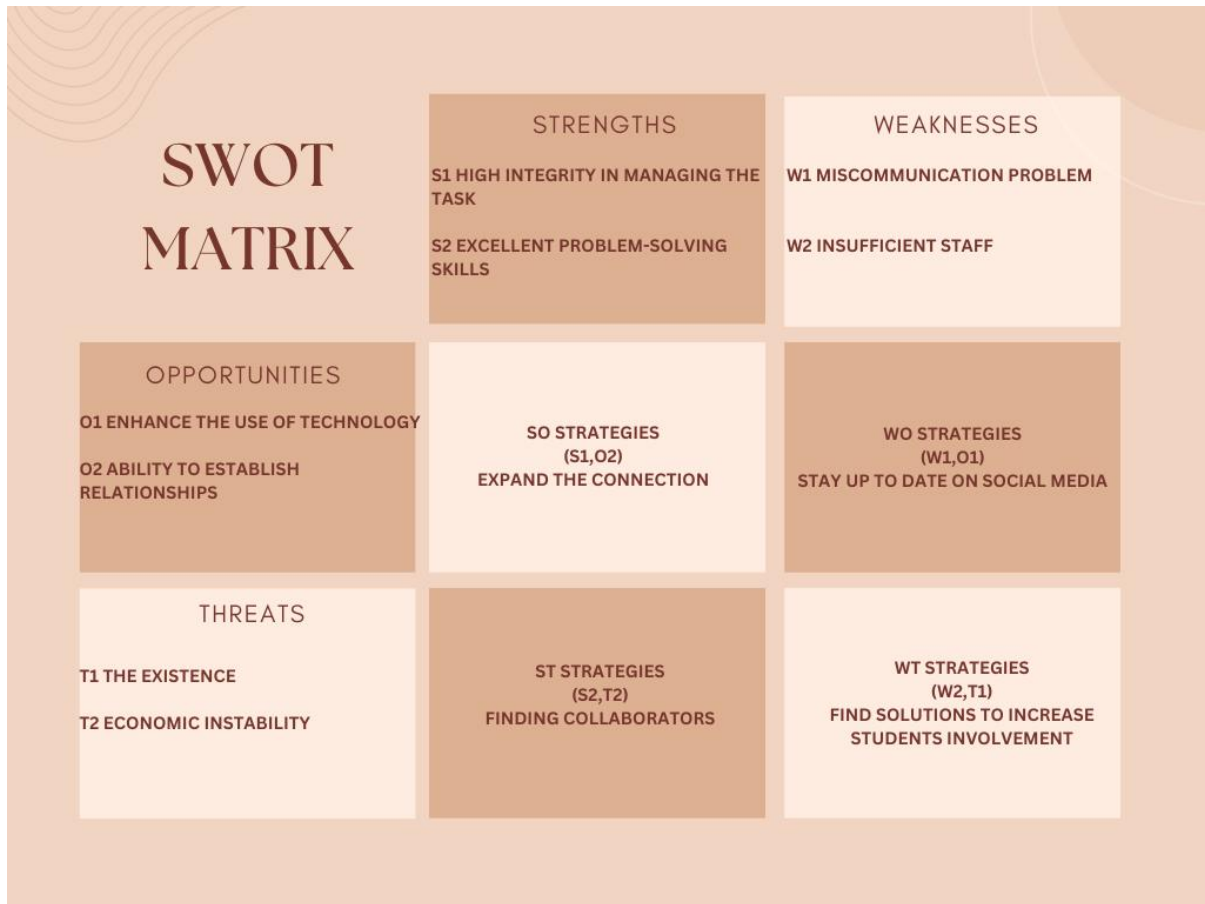 SWOT
MATRIX
STRENGTHS
S1 HIGH INTEGRITY IN MANAGING THE
TASK
S2 EXCELLENT PROBLEM-SOLVING
SKILLS
WEAKNESSES
W1 MISCOMMUNICATION PROBLEM
W2 INSUFFICIENT STAFF
OPPORTUNITIES
O1 ENHANCE THE USE OF TECHNOLOGY
O2 ABILITY TO ESTABLISH
RELATIONSHIPS
SO STRATEGIES
(S1,O2)
EXPAND THE CONNECTION
WO STRATEGIES
(W1,O1)
STAY UP TO DATE ON SOCIAL MEDIA
THREATS
T1 THE EXISTENCE
T2 ECONOMIC INSTABILITY
ST STRATEGIES
(S2,T2)
FINDING COLLABORATORS
WT STRATEGIES
(W2,T1)
FIND SOLUTIONS TO INCREASE
STUDENTS INVOLVEMENT